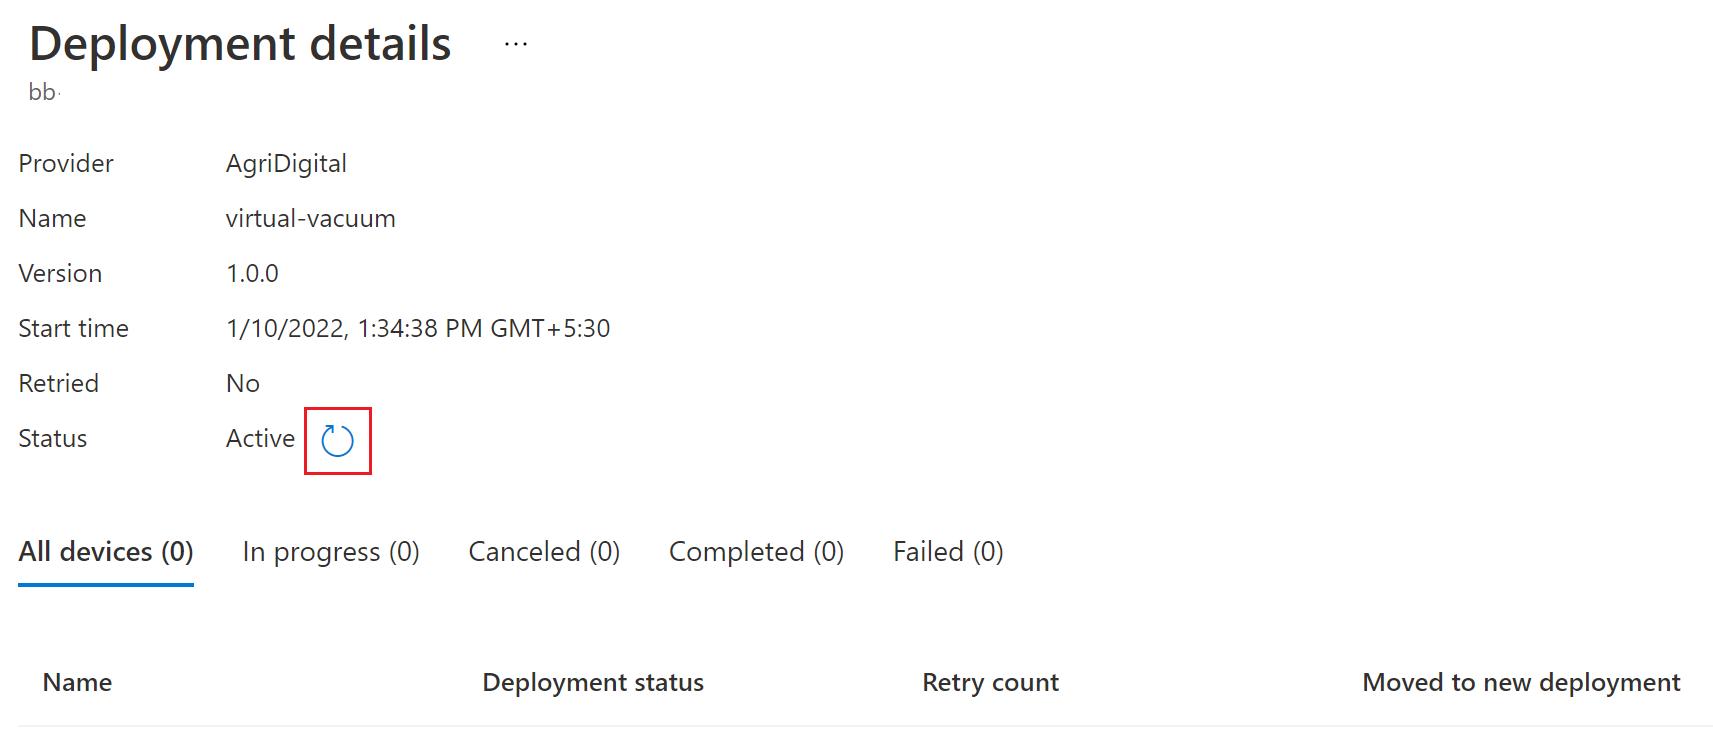 Deployment details ...
bb
Provider AgriDigital
Name virtual-vacuum
Version 1.0.0
Start time 1/10/2022, 1:34:38 PM GMT+5:30
Retried No
Status Active
All devices (0) In progress (0) Canceled (0) Completed (0) Failed (0)
Name Deployment status Retry count Moved to new deployment